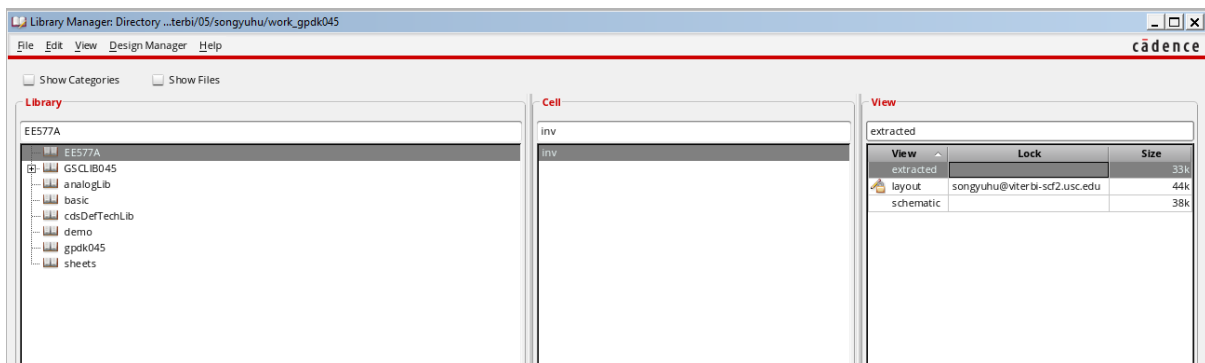 Library Manager: Directory ...terbi/05/songyuhu/work_gpdk045
File Edit View Design Manager Help
cādence
Show Categories Show Files
Library
EE577A
EE577A
GSCLIB045
analogLib
basic
cdsDefTechLib
demo
gpdk045
sheets
Cell
inv
inv
View
extracted
View Lock Size
extracted 33k
layout songyuhu@viterbi-scf2.usc.edu 44k
schematic 38k